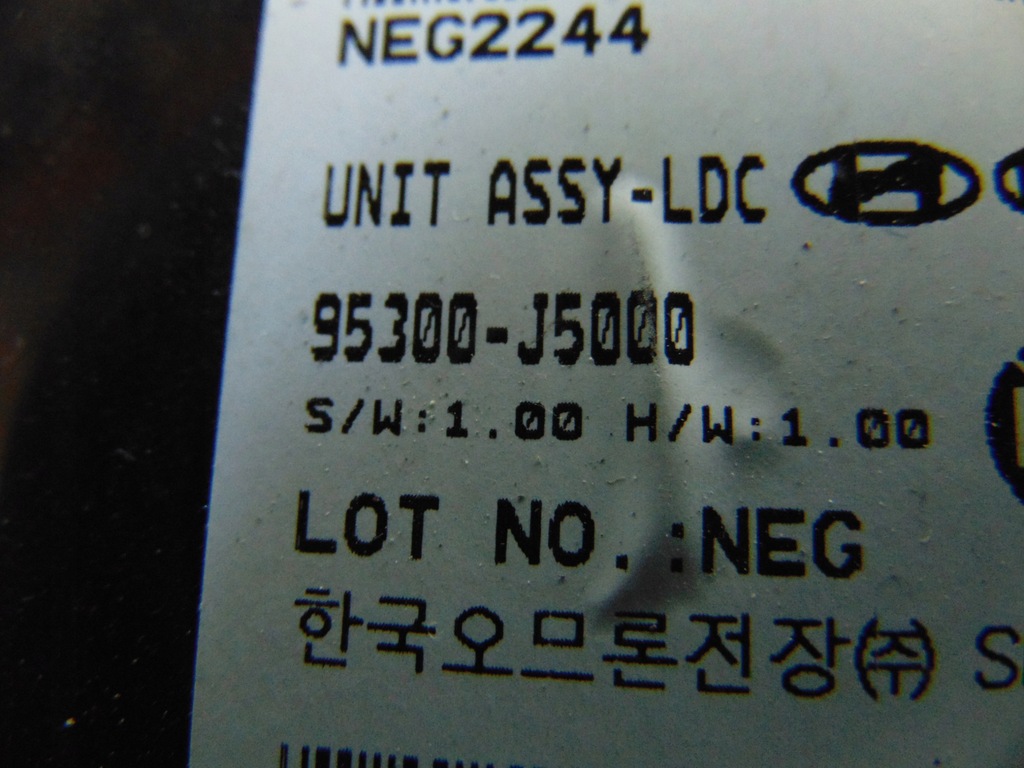 NEG2244
UNIT ASSY-LDC
95300-J5000
S/W:1.00 H/W:1.00
LOT NO.:NEG
한국오므론전장(주)